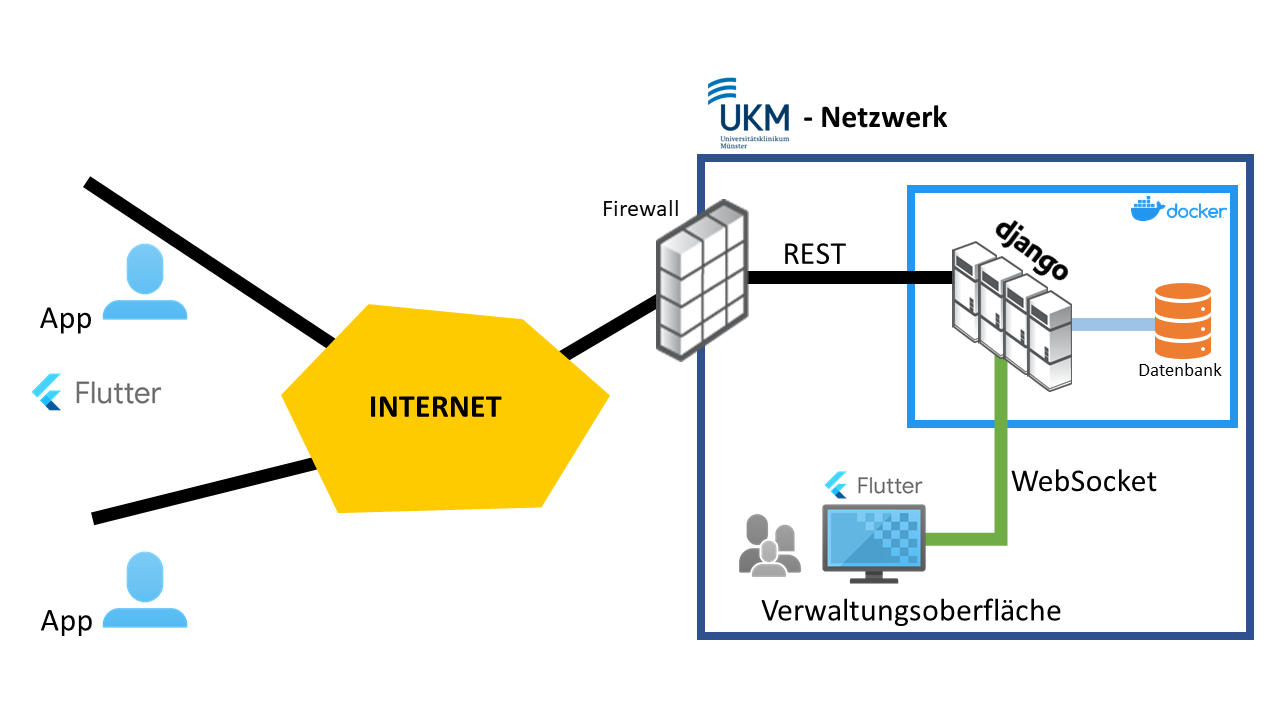 UKM - Netzwerk
Universitätsklinikum
Münster
Firewall
docker
django
REST
App
Datenbank
Flutter
INTERNET
WebSocket
Flutter
App
Verwaltungsoberfläche